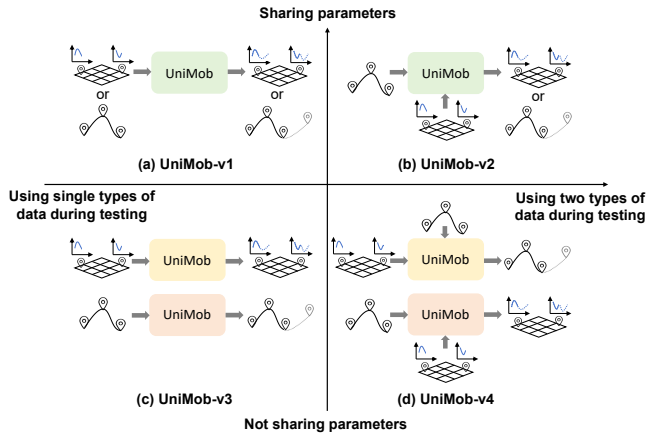 Sharing parameters
UniMob
or
or
(a) UniMob-v1
UniMob
or
(b) UniMob-v2
Using single types of
data during testing
Using two types of
data during testing
UniMob
UniMob
(c) UniMob-v3
UniMob
UniMob
(d) UniMob-v4
Not sharing parameters